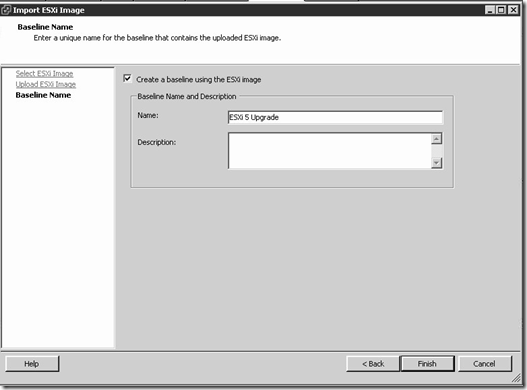 Import ESXi Image
Baseline Name
Enter a unique name for the baseline that contains the uploaded ESXi image.
Select ESXi Image
Upload ESXi Image
Baseline Name
Create a baseline using the ESXi image
Baseline Name and Description
Name:
ESXi 5 Upgrade
Description:
Help
< Back
Finish
Cancel